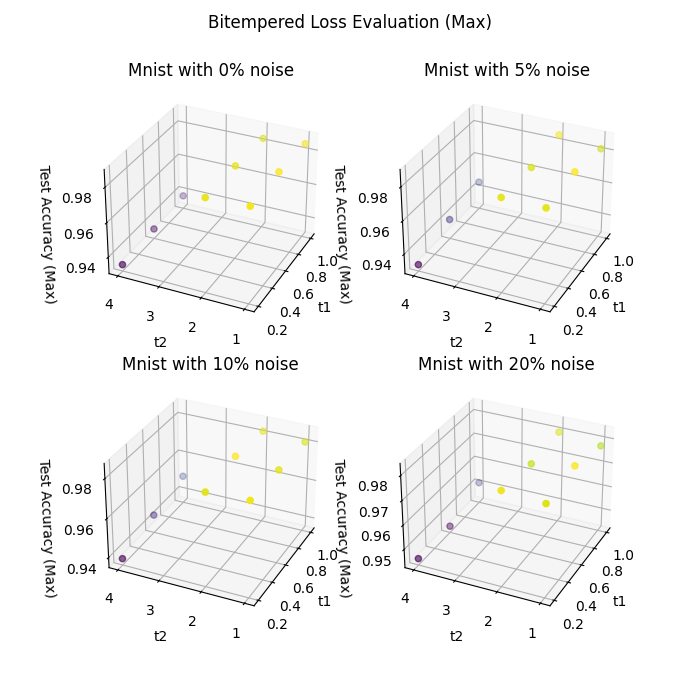 Bitempered Loss Evaluation (Max)
Mnist with 0% noise
Test Accuracy (Max)
0.98
0.96
0.94
4
3
2
1
t2
0.2
0.4
0.6
0.8
1.0
t1
Mnist with 5% noise
Test Accuracy (Max)
0.98
0.96
0.94
4
3
2
1
t2
0.2
0.4
0.6
0.8
1.0
t1
Mnist with 10% noise
Test Accuracy (Max)
0.98
0.96
0.94
4
3
2
1
t2
0.2
0.4
0.6
0.8
1.0
t1
Mnist with 20% noise
Test Accuracy (Max)
0.98
0.97
0.96
0.95
4
3
2
1
t2
0.2
0.4
0.6
0.8
1.0
t1